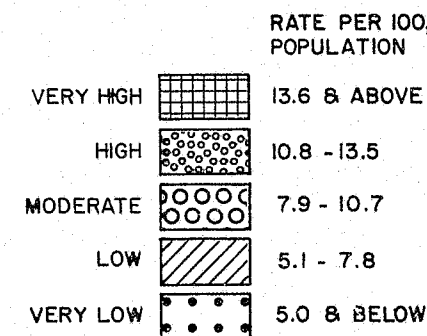 RATE PER 100,
POPULATION
VERY HIGH 13.6 & ABOVE
HIGH 10.8 - 13.5
MODERATE 7.9 - 10.7
LOW 5.1 - 7.8
VERY LOW 5.0 & BELOW